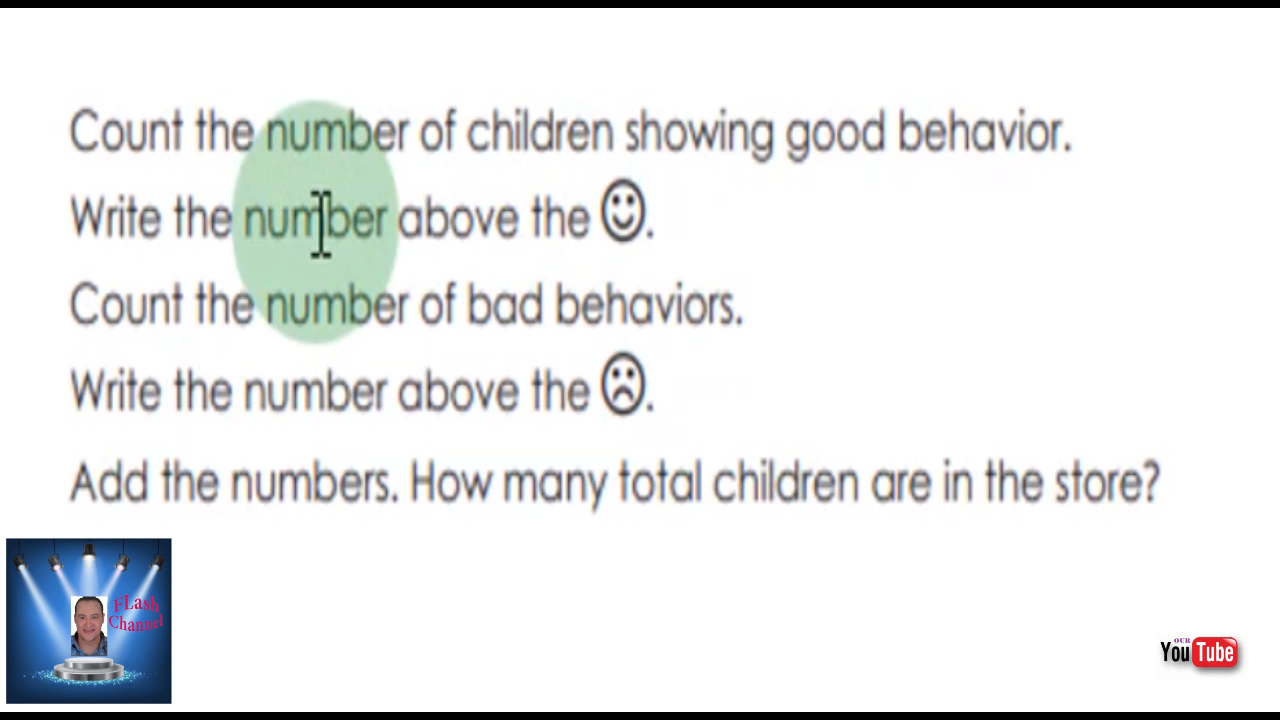 Count the number of children showing good behavior.
Write the number above the ☺.
Count the number of bad behaviors.
Write the number above the ☹.
Add the numbers. How many total children are in the store?
FLash
Channel
OUR
YouTube